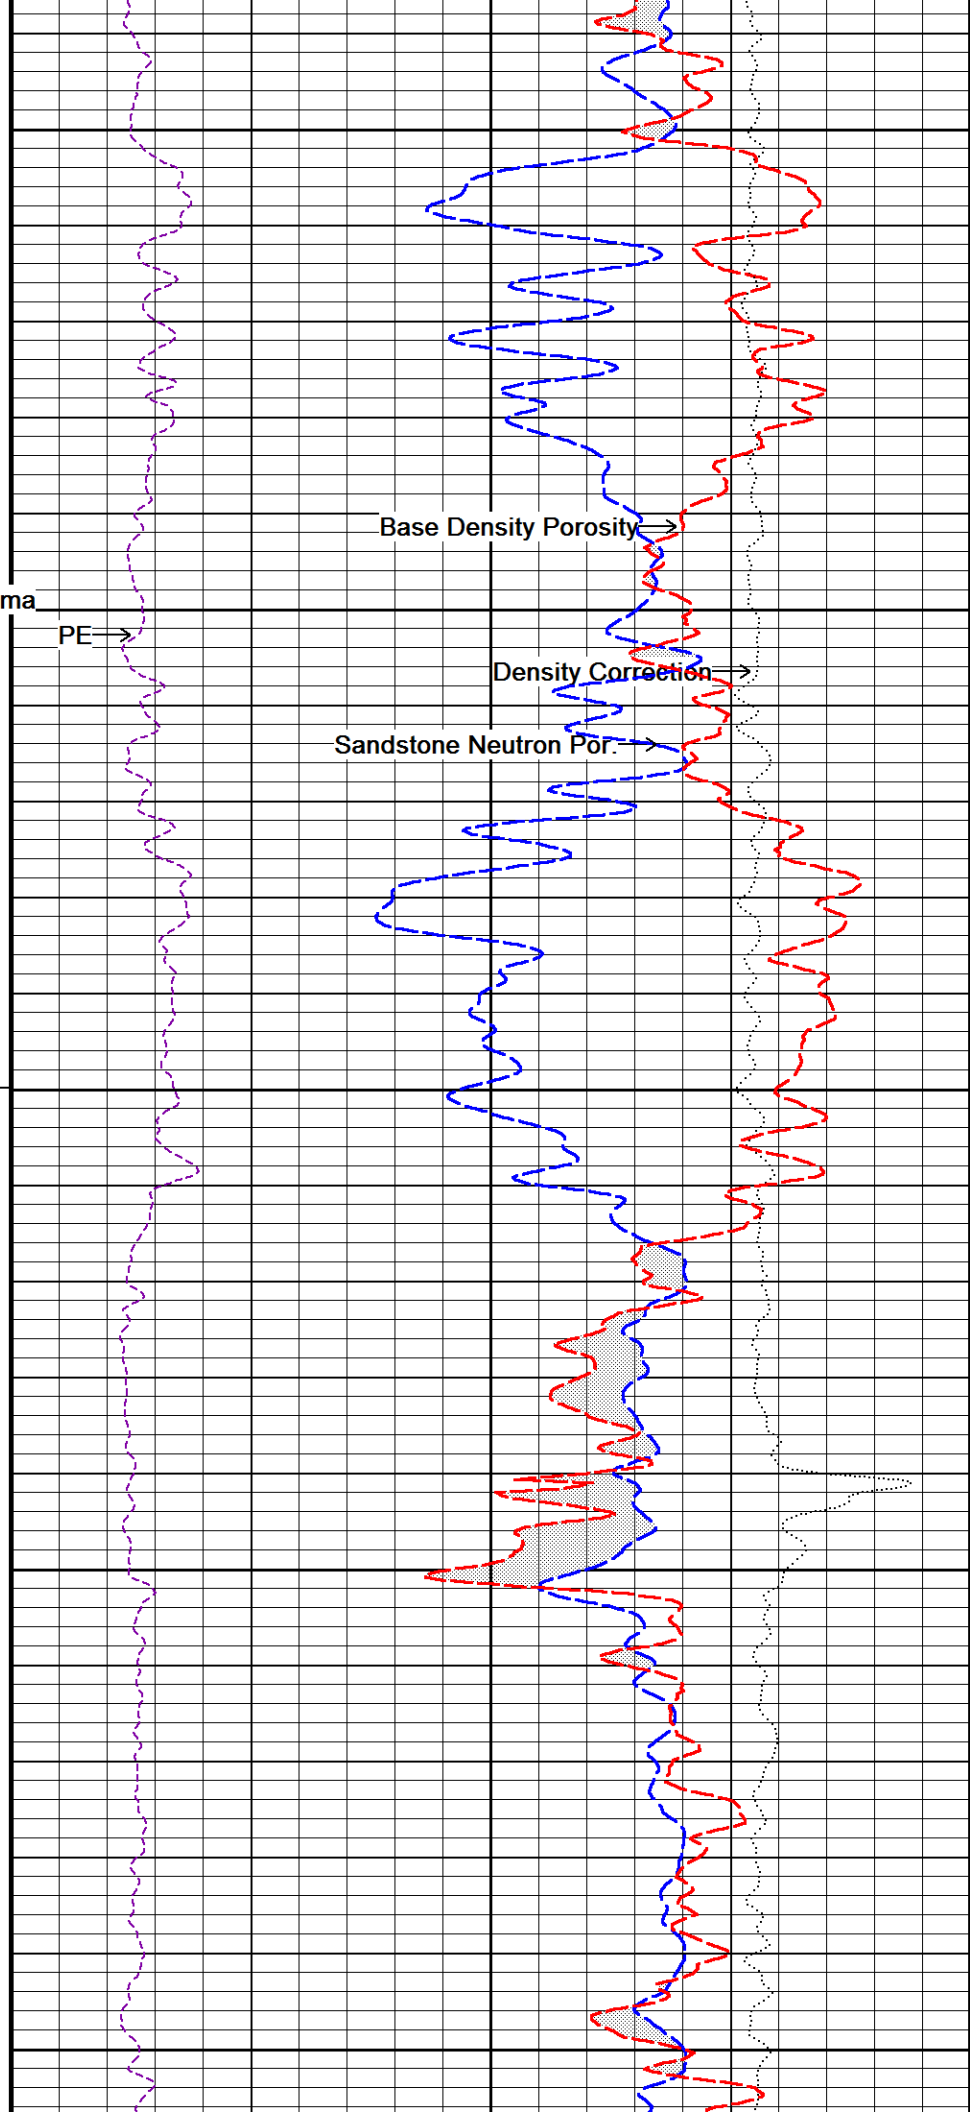 Base Density Porosity
ma
PE
Density Correction
Sandstone Neutron Por.